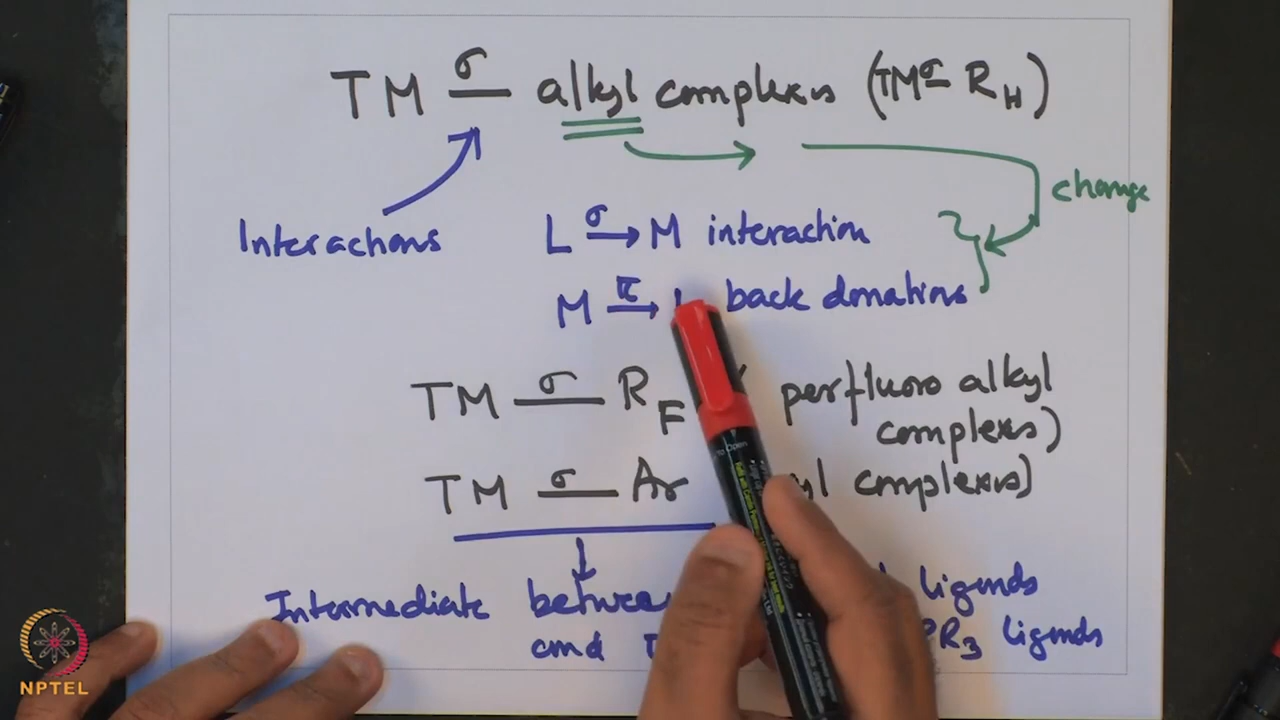 TM σ alkyl complexes (TM σ R_H)
change
Interactions L σ→ M interaction
M π→ back donations
TM σ R_F perfluoro alkyl
complexes)
TM σ Ar complexes)
Intermediate ligands
and PR3 ligands
NPTEL